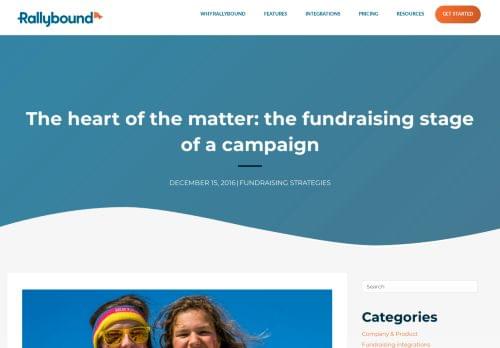 Rallybound
WHY RALLYBOUND
FEATURES
INTEGRATIONS
PRICING
RESOURCES
GET STARTED
The heart of the matter: the fundraising stage
of a campaign
DECEMBER 15, 2016 | FUNDRAISING STRATEGIES
Search
Categories
Company & Product
Fundraising integrations